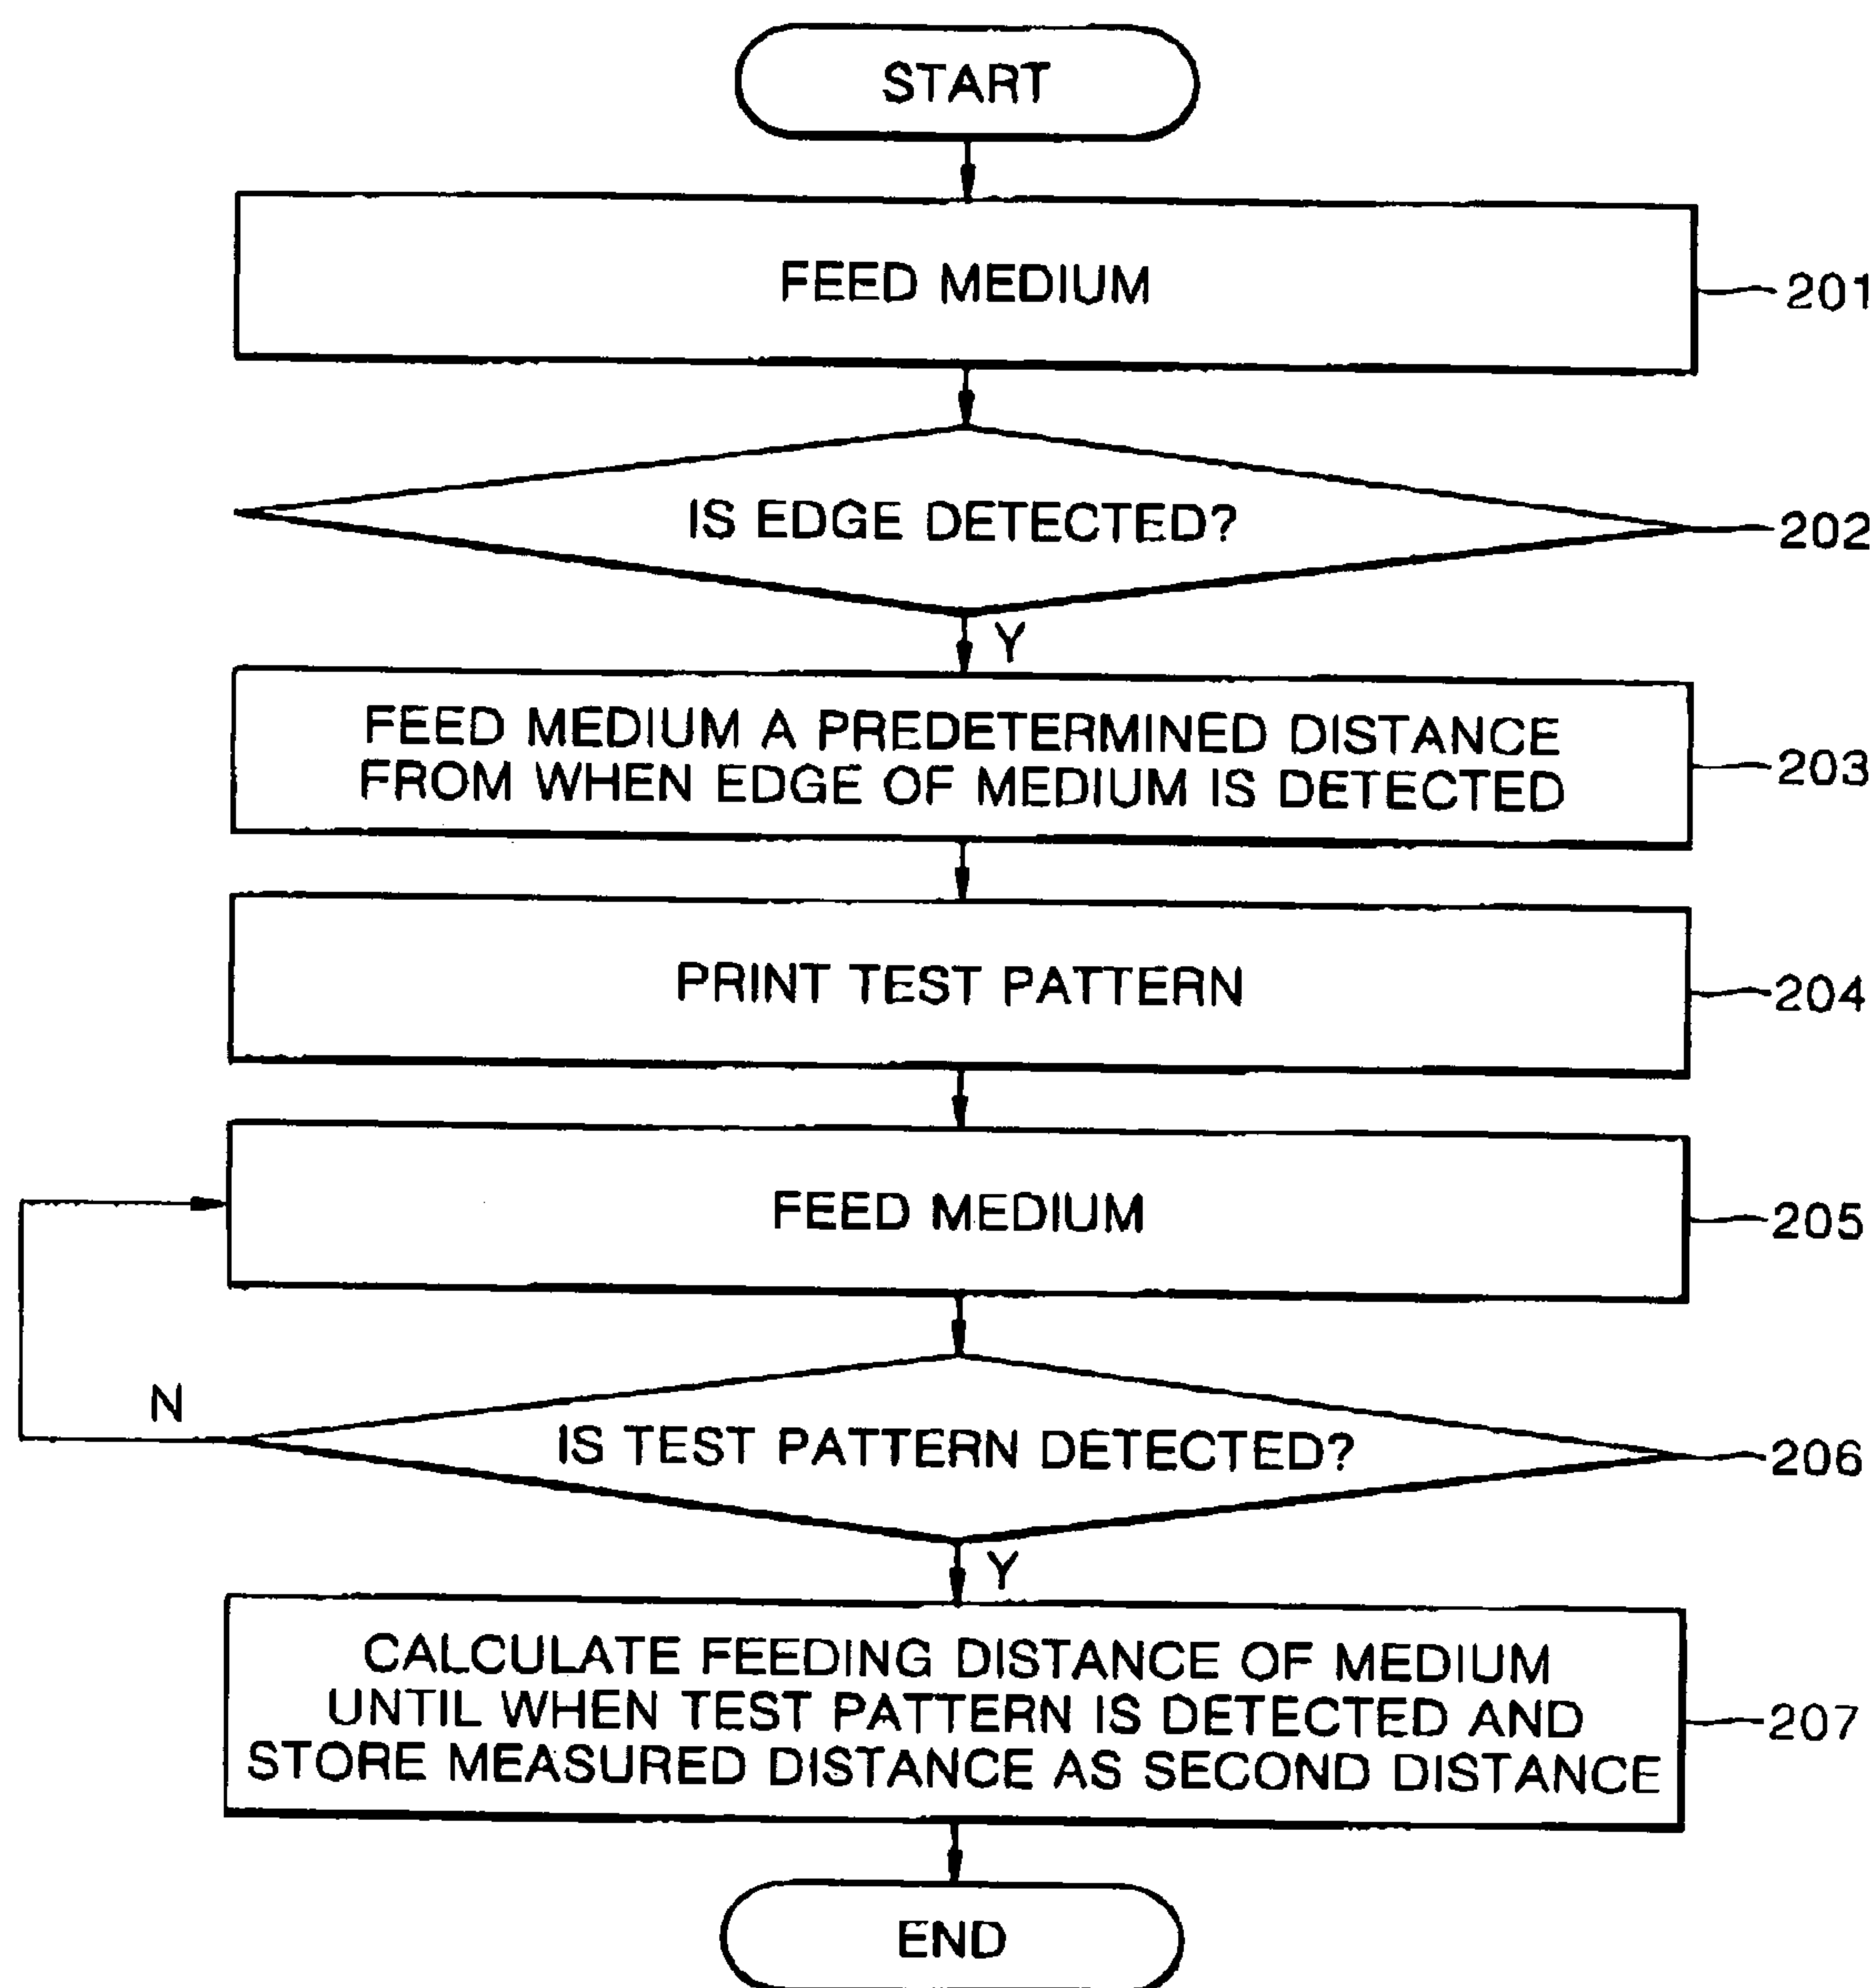 START
FEED MEDIUM
201
IS EDGE DETECTED?
202
Y
FEED MEDIUM A PREDETERMINED DISTANCE
FROM WHEN EDGE OF MEDIUM IS DETECTED
203
PRINT TEST PATTERN
204
FEED MEDIUM
205
N
IS TEST PATTERN DETECTED?
206
Y
CALCULATE FEEDING DISTANCE OF MEDIUM
UNTIL WHEN TEST PATTERN IS DETECTED AND
STORE MEASURED DISTANCE AS SECOND DISTANCE
207
END